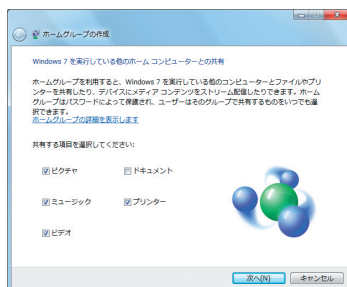 ホームグループの作成
Windows 7 を実行している他のホーム コンピューターとの共有
ホームグループを利用すると、Windows 7 を実行している他のコンピューターとファイルやプリ
ンターを共有したり、デバイスにメディア コンテンツをストリーム配信したりできます。ホーム
グループはパスワードによって保護され、ユーザーはそのグループで共有するものをいつでも選
択できます。
ホームグループの詳細を表示します
共有する項目を選択してください:
ピクチャ ドキュメント
ミュージック プリンター
ビデオ
次へ(N) キャンセル